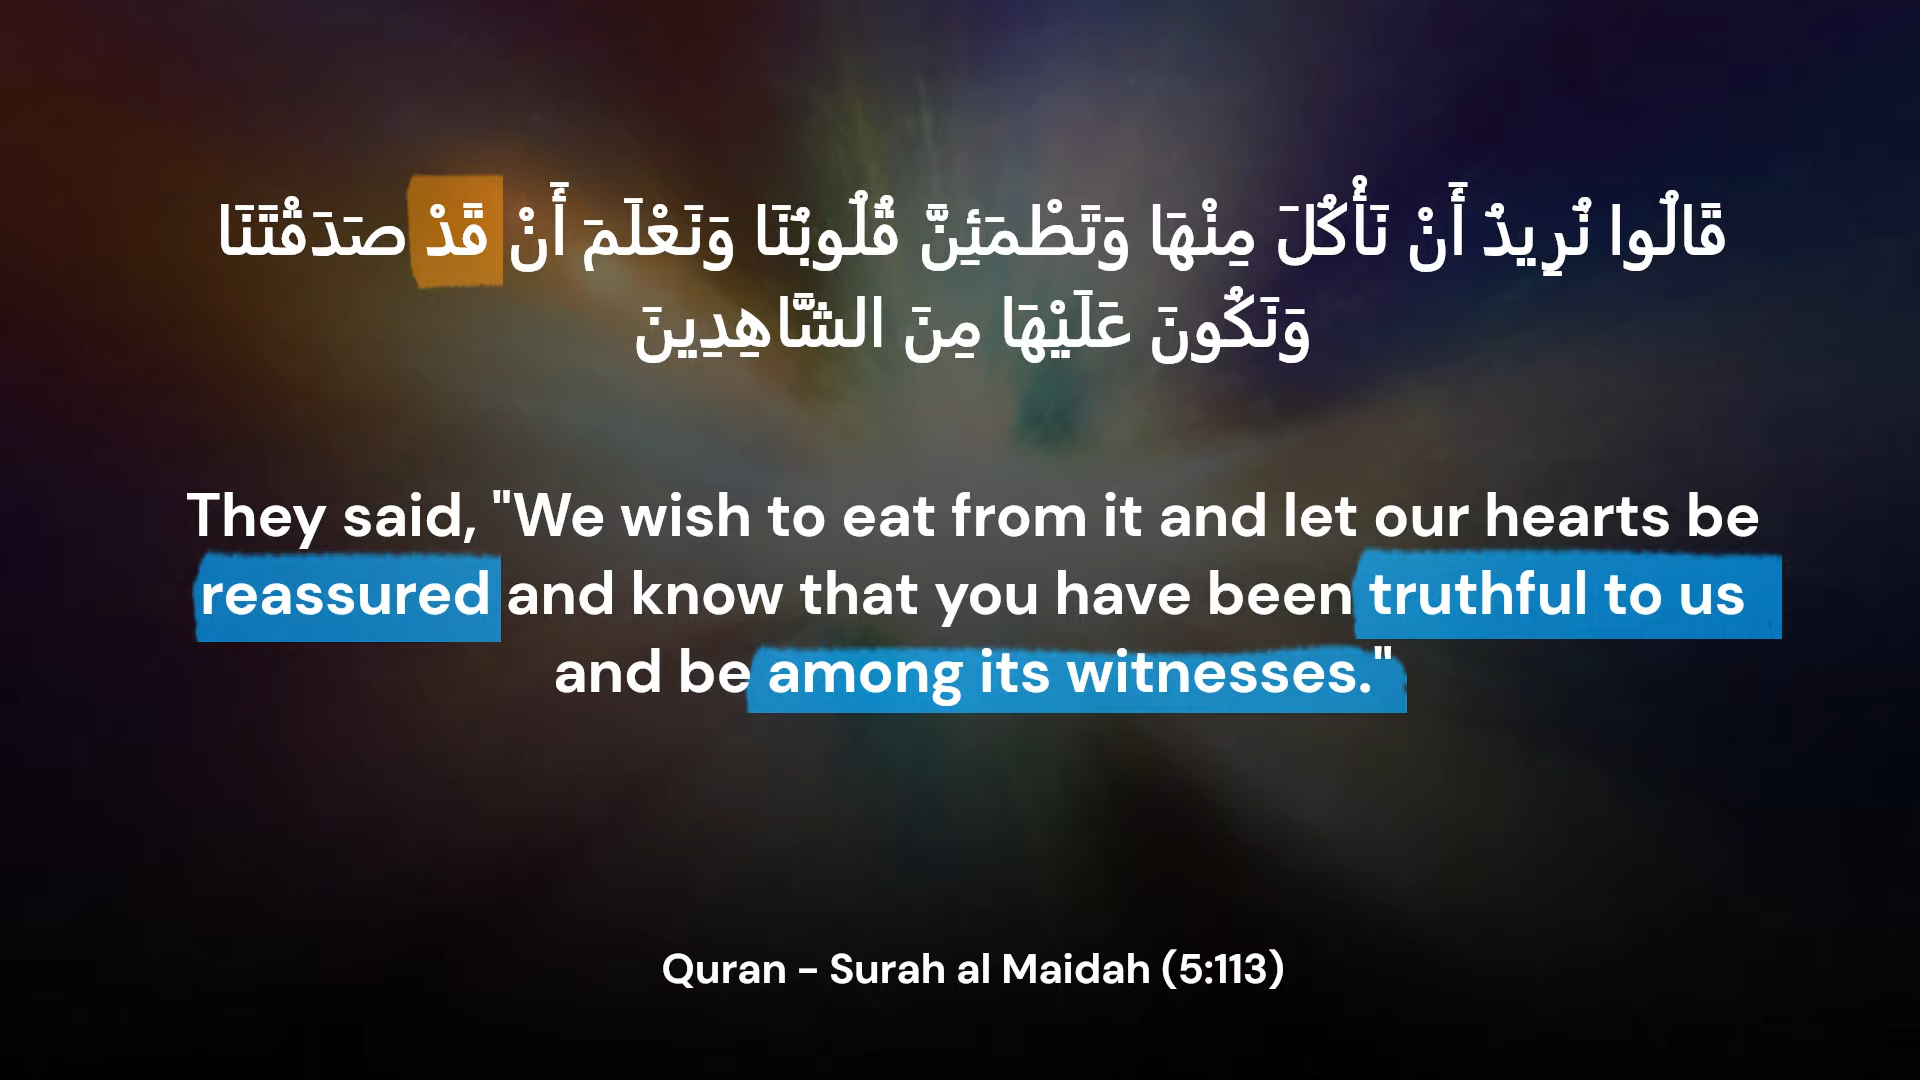 قَالُوا نُرِيدُ أَنْ نَأْكُلَ مِنْهَا وَتَطْمَئِنَّ قُلُوبُنَا وَنَعْلَمَ أَنْ قَدْ صَدَقْتَنَا
وَنَكُونَ عَلَيْهَا مِنَ الشَّاهِدِينَ
They said, "We wish to eat from it and let our hearts be
reassured and know that you have been truthful to us
and be among its witnesses."
Quran - Surah al Maidah (5:113)